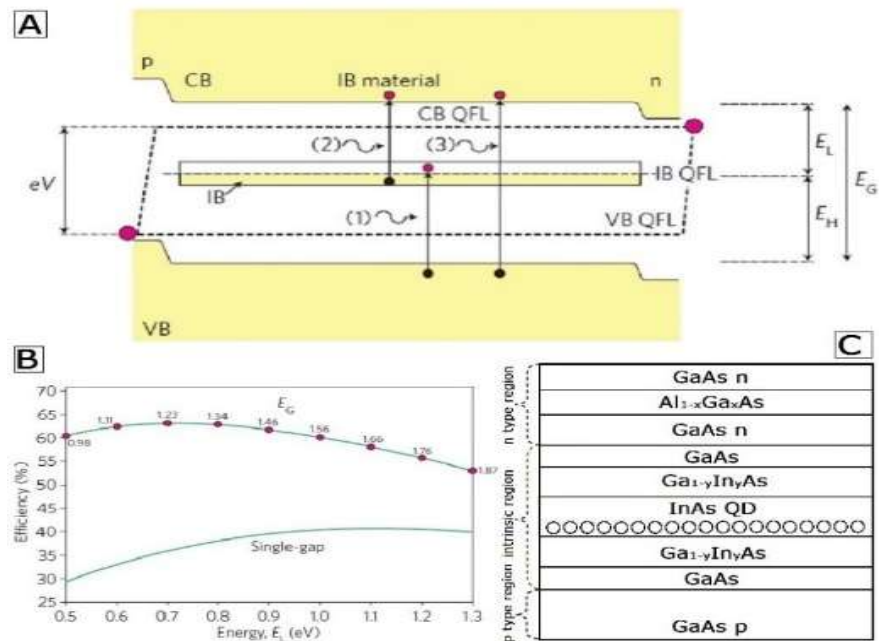 A
p
CB
IB material
n
CB QFL
(2)
(3)
eV
IB QFL
IB
(1)
VB QFL
VB
E_L
E_H
E_G
B
E_G
0.98
1.11
1.23
1.34
1.46
1.56
1.66
1.76
1.87
Single-gap
Efficiency (%)
70
65
60
55
50
45
40
35
30
25
0.5 0.6 0.7 0.8 0.9 1.0 1.1 1.2 1.3
Energy, E_L (eV)
C
n type region
intrinsic region
p type region
GaAs n
Al₁₋ₓGaₓAs
GaAs n
GaAs
Ga₁₋yInyAs
InAs QD
Ga₁₋yInyAs
GaAs
GaAs p